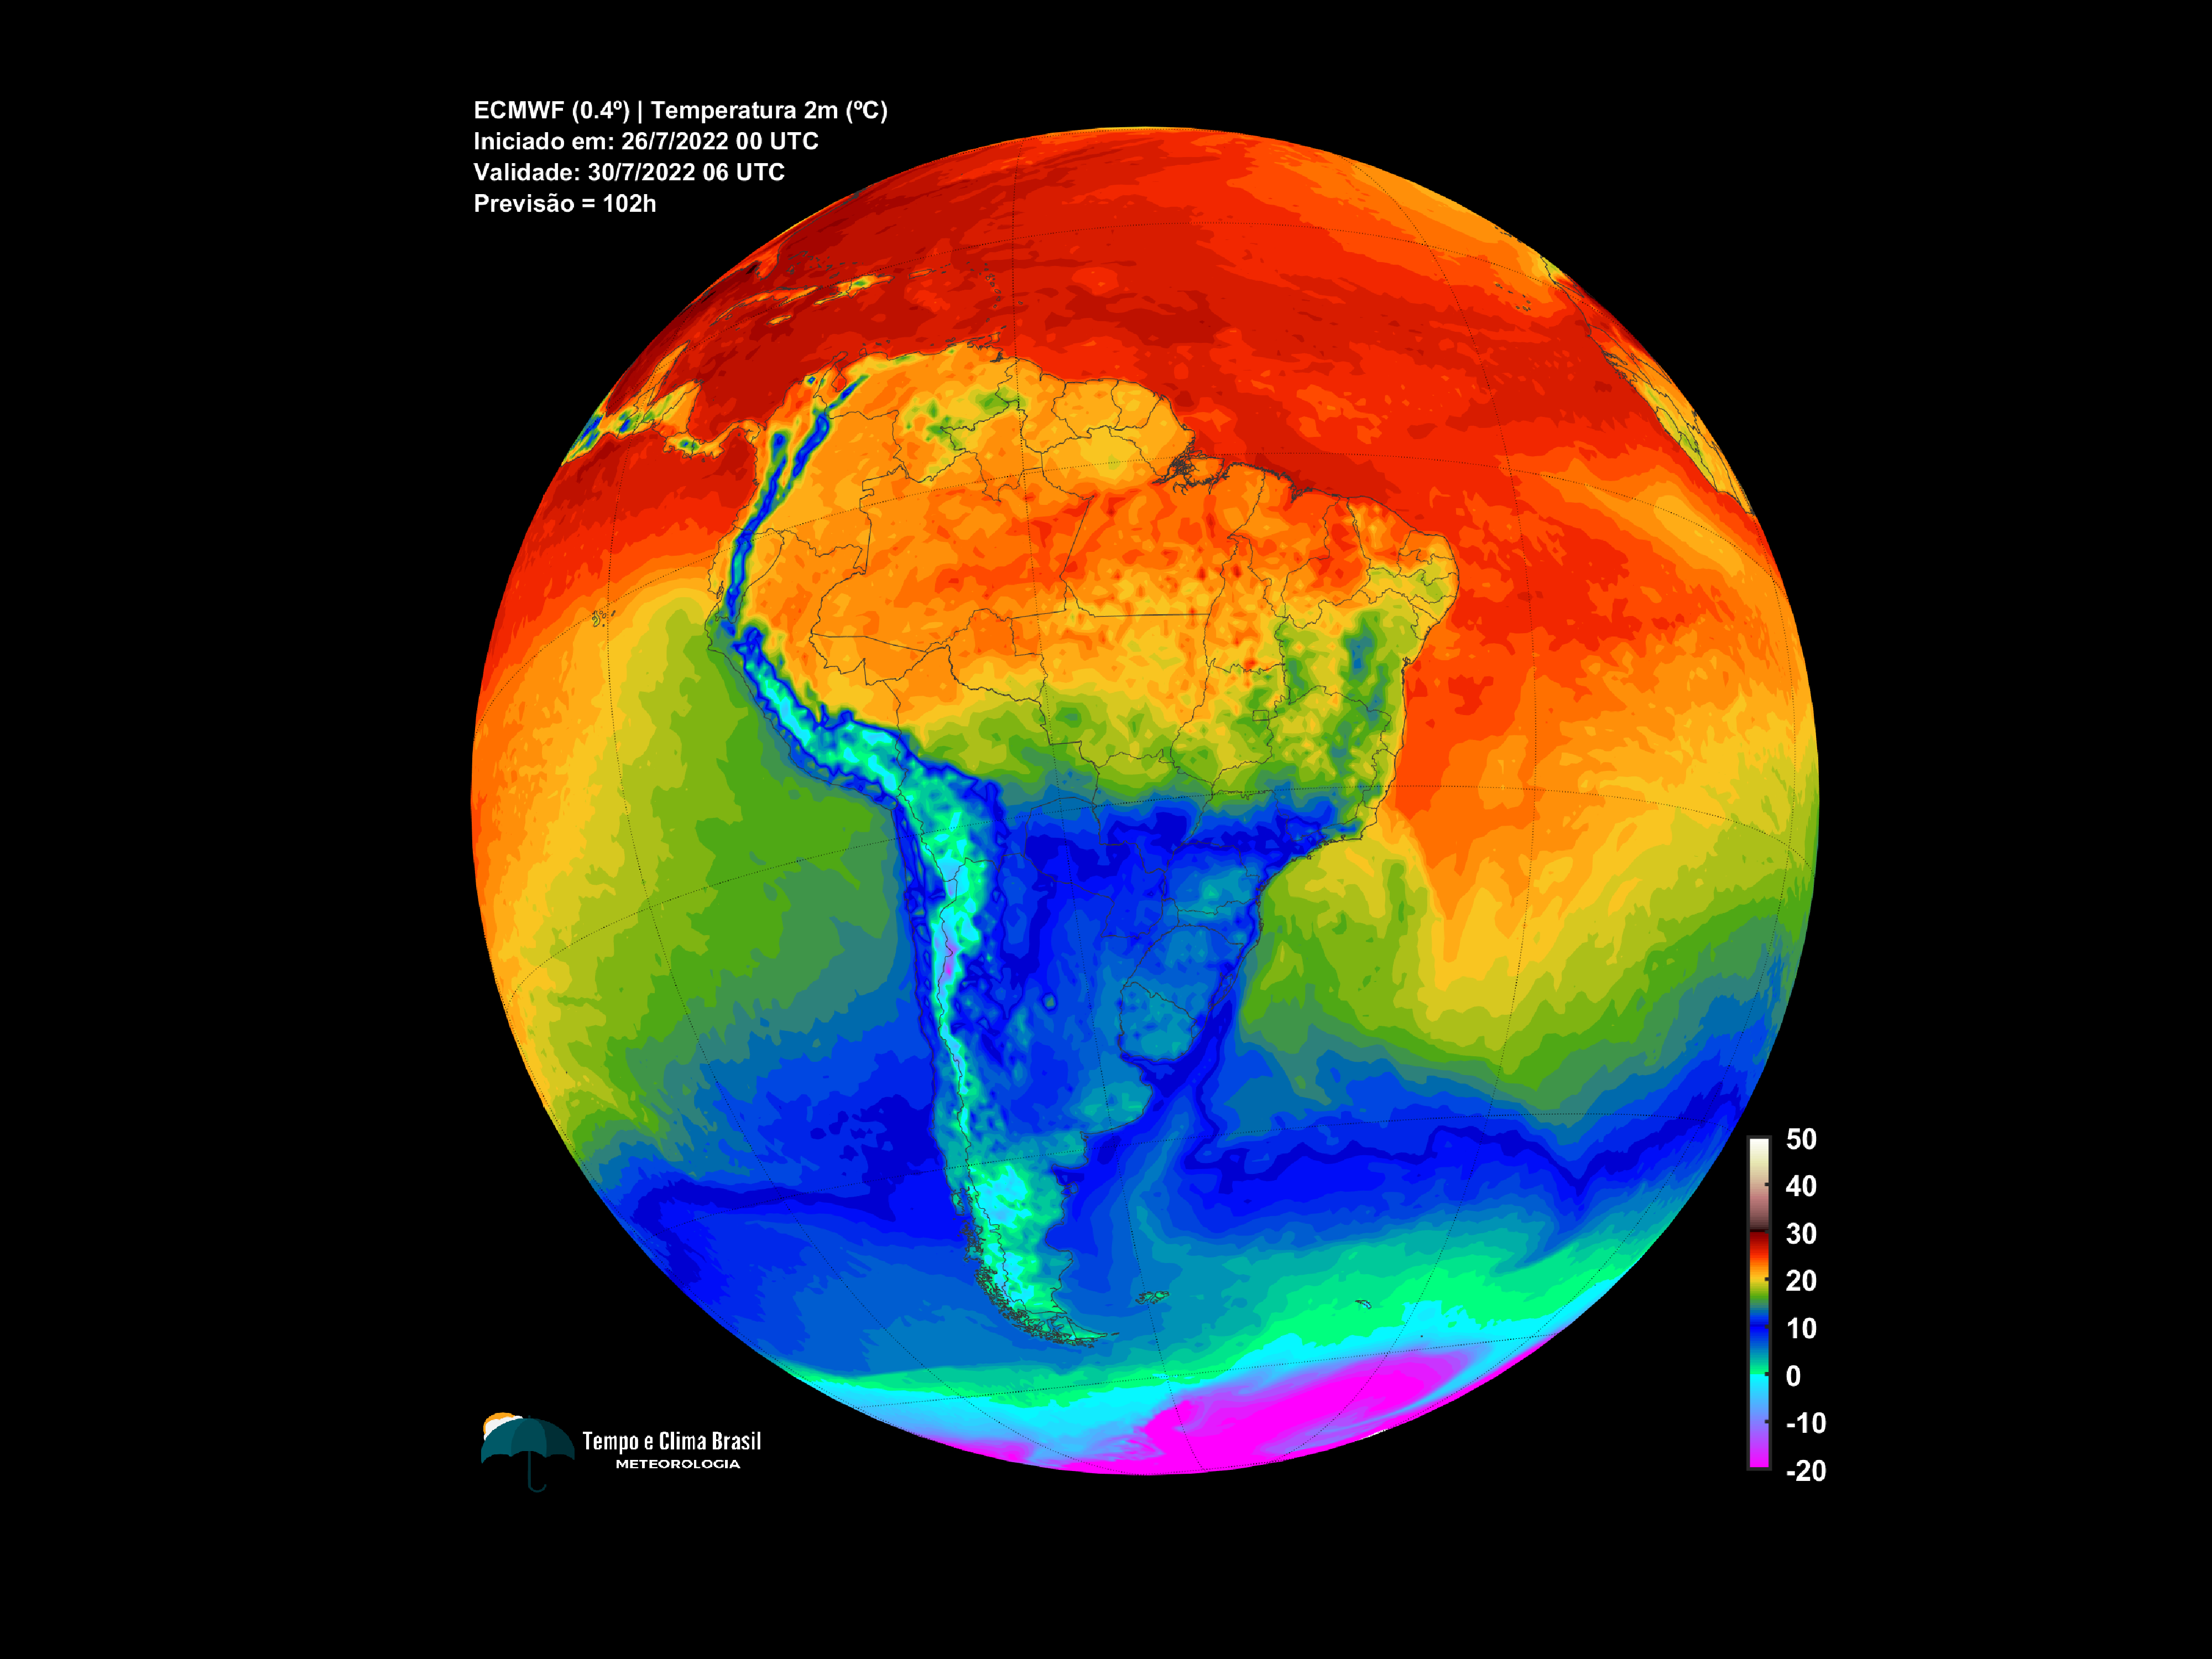 ECMWF (0.4º) | Temperatura 2m (ºC)
Iniciado em: 26/7/2022 00 UTC
Validade: 30/7/2022 06 UTC
Previsão = 102h
50
40
30
20
10
0
-10
-20
Tempo e Clima Brasil
METEOROLOGIA